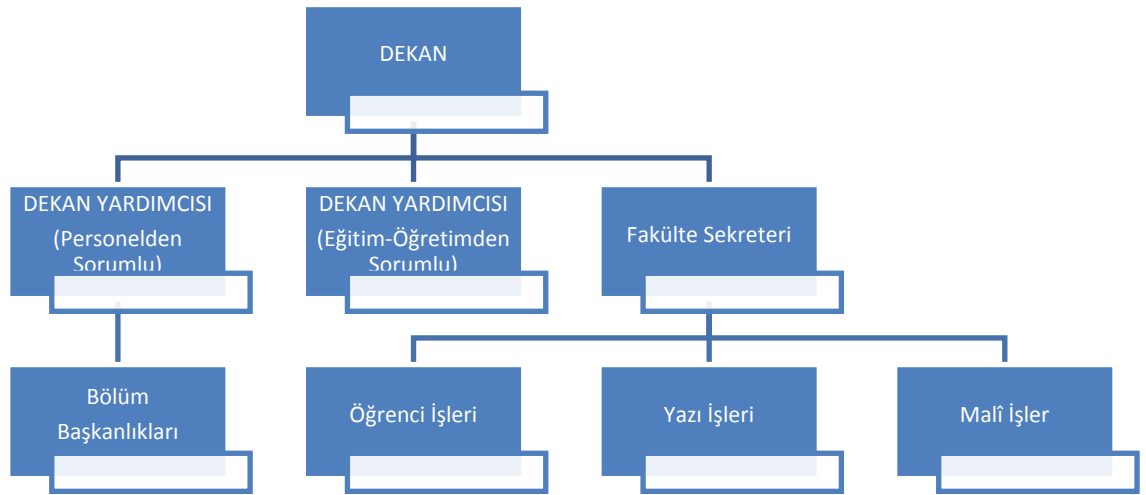 DEKAN
DEKAN YARDIMCISI
(Personelden
Sorumlu)
DEKAN YARDIMCISI
(Eğitim-Öğretimden
Sorumlu)
Fakülte Sekreteri
Bölüm
Başkanlıkları
Öğrenci İşleri
Yazı İşleri
Malî İşler